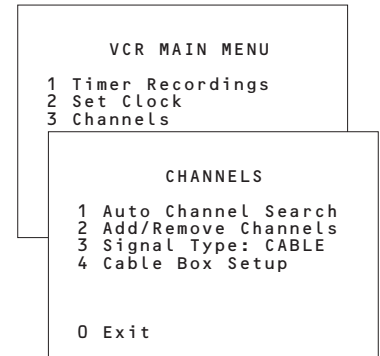 VCR MAIN MENU
1 Timer Recordings
2 Set Clock
3 Channels
CHANNELS
1 Auto Channel Search
2 Add/Remove Channels
3 Signal Type: CABLE
4 Cable Box Setup
0 Exit